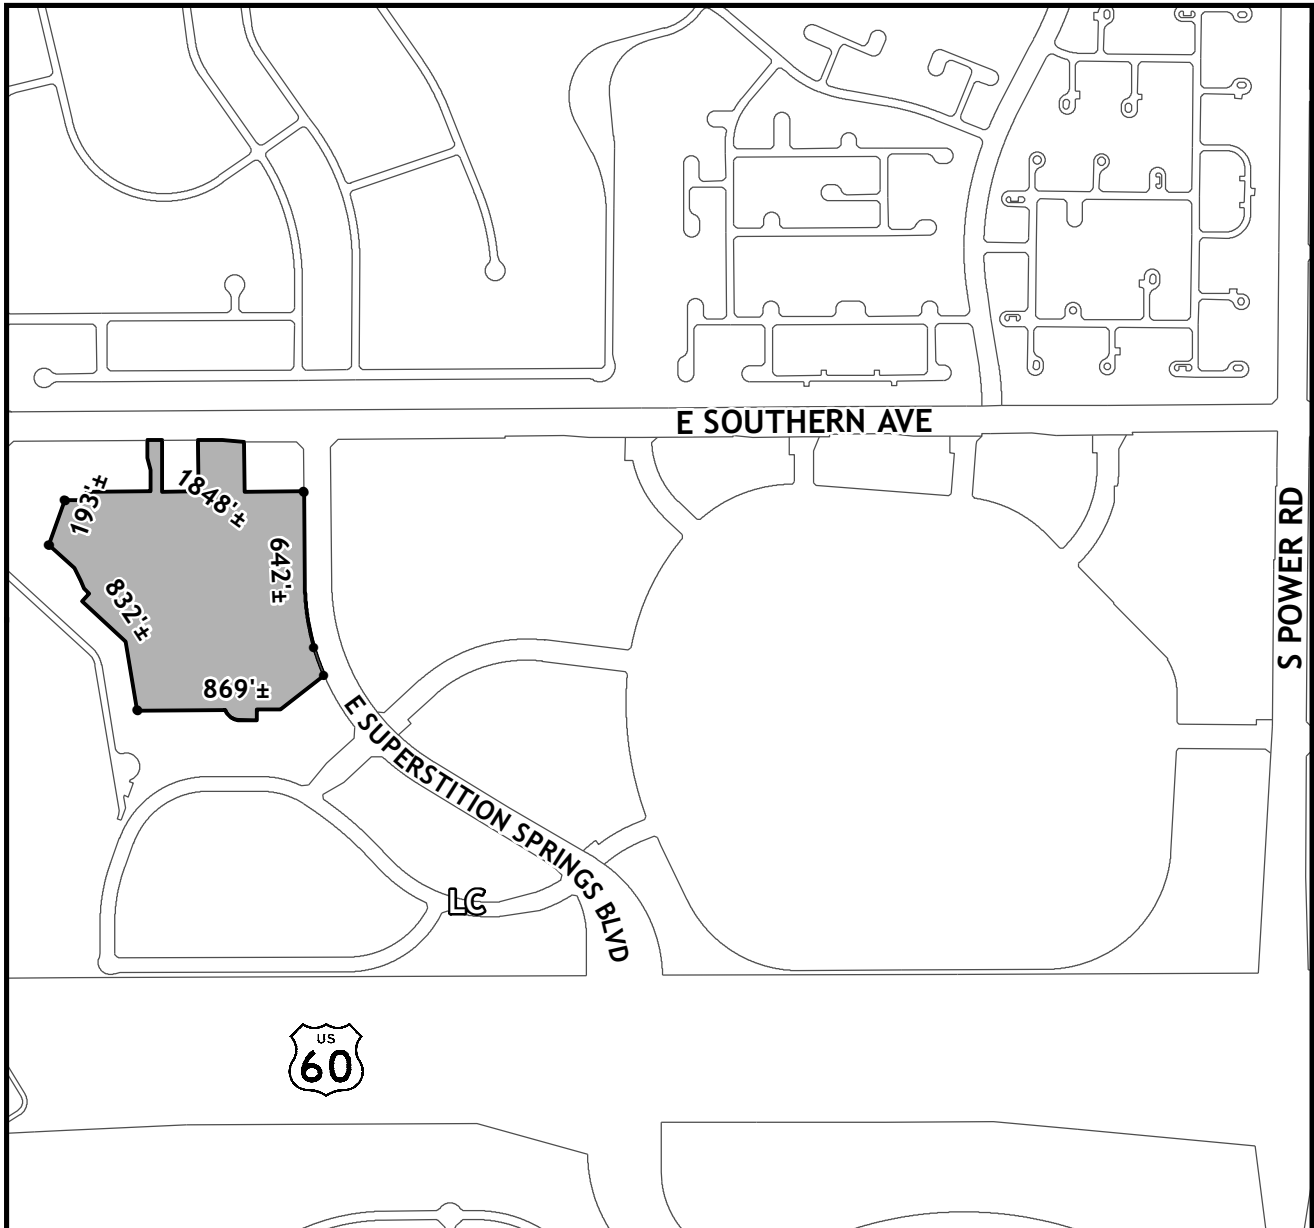 E SOUTHERN AVE
193'±
1848'±
642'±
832'±
869'±
S POWER RD
E SUPERSTITION SPRINGS BLVD
LC
US
60